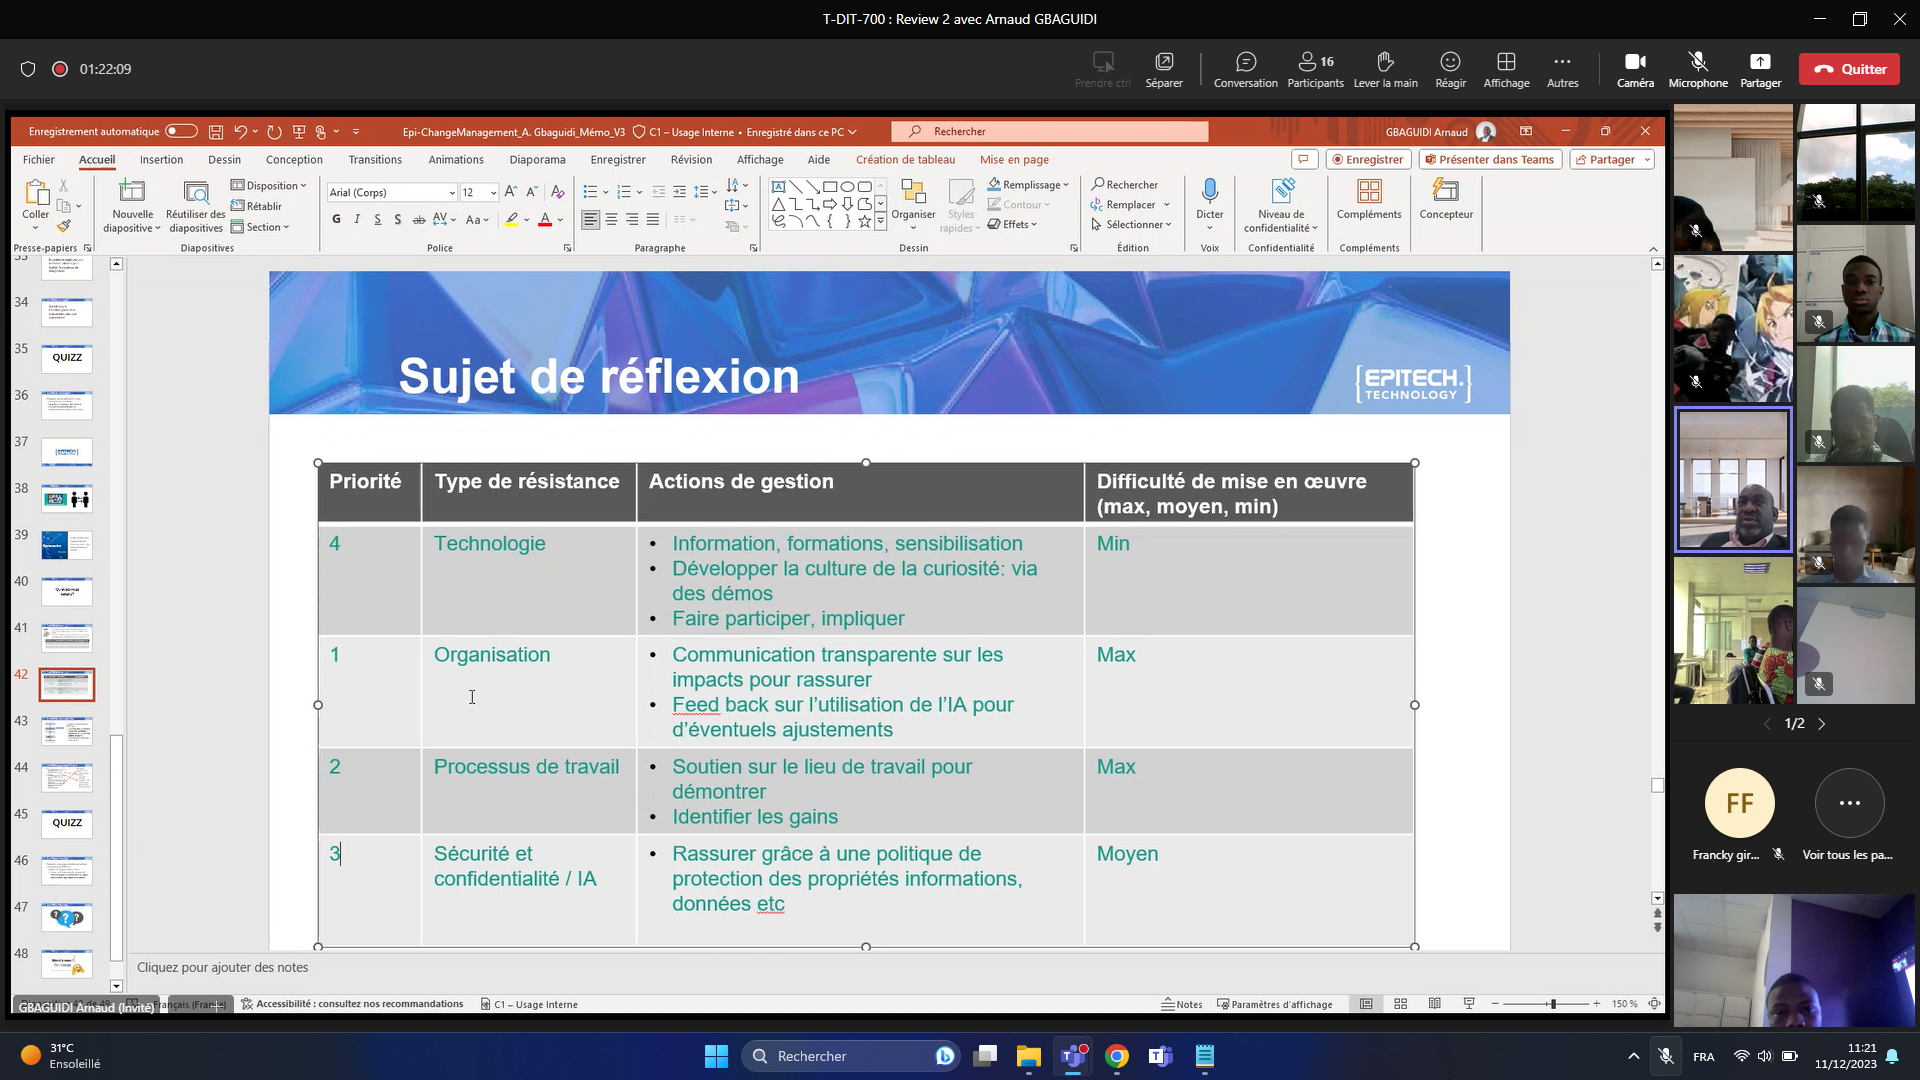 T-DIT-700 : Review 2 avec Arnaud GBAGUIDI
01:22:09
Prendre ctrl
Séparer
Conversation
16
Participants
Lever la main
Réagir
Affichage
Autres
Caméra
Microphone
Partager
Quitter
Enregistrement automatique
Epi-ChangeManagement_A. Gbaguidi_Mémo_V3
C1 – Usage Interne • Enregistré dans ce PC
Rechercher
GBAGUIDI Arnaud
Fichier
Accueil
Insertion
Dessin
Conception
Transitions
Animations
Diaporama
Enregistrer
Révision
Affichage
Aide
Création de tableau
Mise en page
Enregistrer
Présenter dans Teams
Partager
Coller
Nouvelle
diapositive
Réutiliser des
diapositives
Disposition
Rétablir
Section
Arial (Corps)
12
G I S S ab AV Aa
Organiser
Styles
rapides
Remplissage
Contour
Effets
Rechercher
Remplacer
Sélectionner
Dicter
Niveau de
confidentialité
Compléments
Concepteur
Presse-papiers
Diapositives
Police
Paragraphe
Dessin
Édition
Voix
Confidentialité
Compléments
33
34
35
QUIZZ
36
37
38
39
40
41
42
43
44
45
QUIZZ
46
47
48
Sujet de réflexion
{EPITECH.}
TECHNOLOGY
Priorité
Type de résistance
Actions de gestion
Difficulté de mise en œuvre
(max, moyen, min)
4
Technologie
• Information, formations, sensibilisation
• Développer la culture de la curiosité: via
des démos
• Faire participer, impliquer
Min
1
Organisation
• Communication transparente sur les
impacts pour rassurer
• Feed back sur l’utilisation de l’IA pour
d’éventuels ajustements
Max
2
Processus de travail
• Soutien sur le lieu de travail pour
démontrer
• Identifier les gains
Max
3
Sécurité et
confidentialité / IA
• Rassurer grâce à une politique de
protection des propriétés informations,
données etc
Moyen
Cliquez pour ajouter des notes
GBAGUIDI Arnaud (Invité)
Français (France)
Accessibilité : consultez nos recommandations
C1 – Usage Interne
Notes
Paramètres d'affichage
150 %
1/2
FF
Francky gir...
Voir tous les pa...
31°C
Ensoleillé
Rechercher
FRA
11:21
11/12/2023